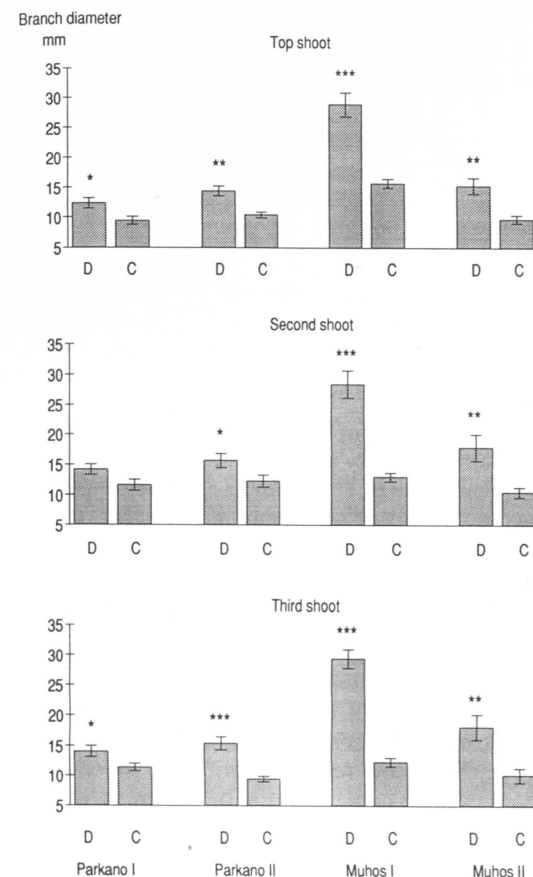 Branch diameter
mm
Top shoot
35
30
25
20
15
10
5
* ** *** **
D C D C D C D C
Second shoot
35
30
25
20
15
10
5
* *** **
D C D C D C D C
Third shoot
35
30
25
20
15
10
5
* *** *** **
D C D C D C D C
Parkano I Parkano II Muhos I Muhos II